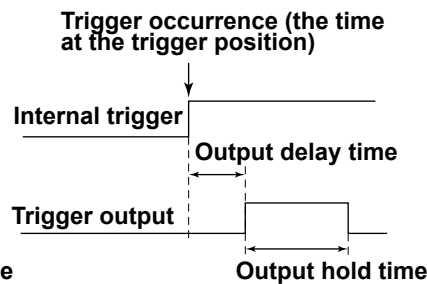 Trigger occurrence (the time
at the trigger position)
Internal trigger
Output delay time
Trigger output
e
Output hold time